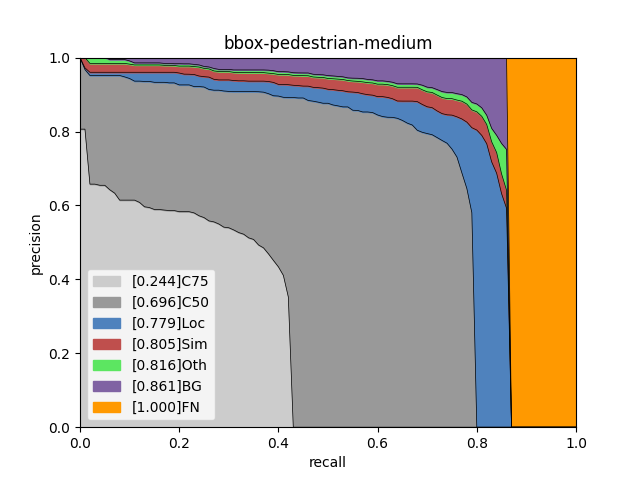 bbox-pedestrian-medium
1.0
0.8
0.6
0.4
0.2
0.0
precision
[0.244]C75
[0.696]C50
[0.779]Loc
[0.805]Sim
[0.816]Oth
[0.861]BG
[1.000]FN
0.0 0.2 0.4 0.6 0.8 1.0
recall